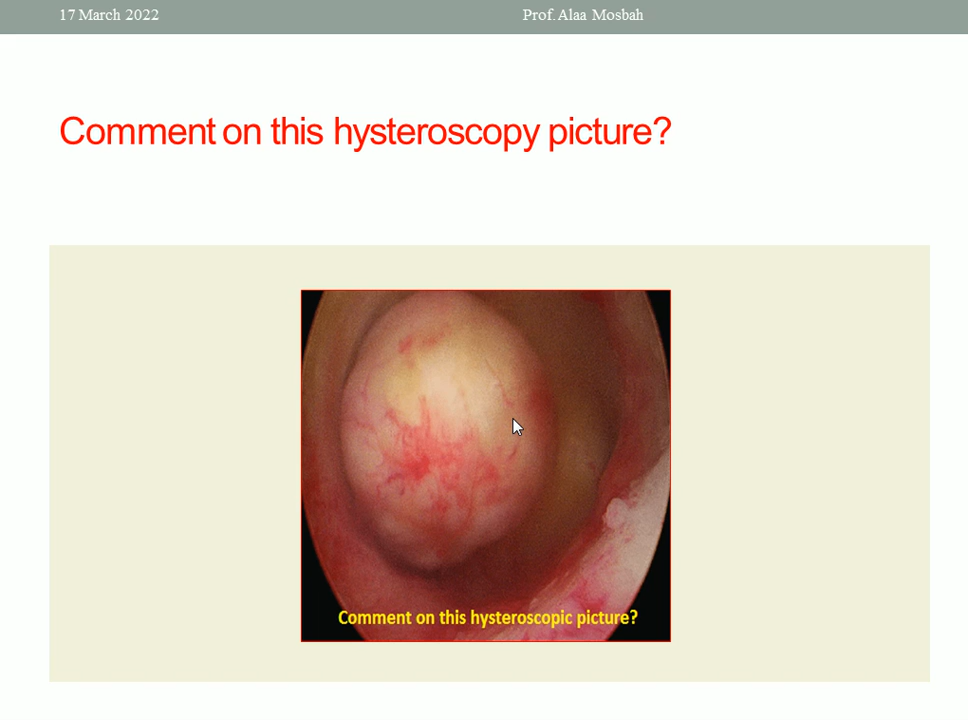 17 March 2022
Prof. Alaa Mosbah
Comment on this hysteroscopy picture?
Comment on this hysteroscopic picture?